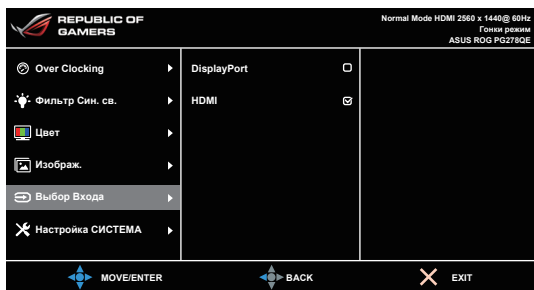 REPUBLIC OF
GAMERS
Normal Mode HDMI 2560 x 1440@ 60Hz
Гонки режим
ASUS ROG PG278QE
Over Clocking
Фильтр Син. св.
Цвет
Изображ.
Выбор Входа
Настройка СИСТЕМА
DisplayPort
HDMI
MOVE/ENTER
BACK
EXIT